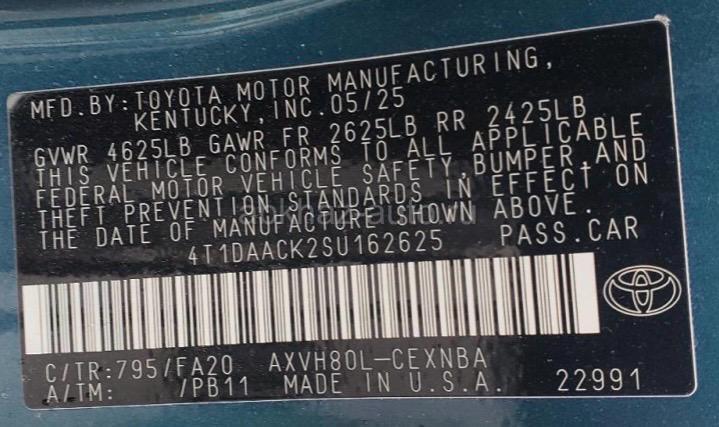 MFD.BY:TOYOTA MOTOR MANUFACTURING,
KENTUCKY,INC.05/25
GVWR 4625LB GAWR FR 2625LB RR 2425LB
THIS VEHICLE CONFORMS TO ALL APPLICABLE
FEDERAL MOTOR VEHICLE SAFETY,BUMPER,AND
THEFT PREVENTION STANDARDS IN EFFECT ON
THE DATE OF MANUFACTURE SHOWN ABOVE.
4T1DAACK2SU162625 PASS.CAR
C/TR:795/FA20 AXVH80L-CEXNBA
A/TM: /PB11 MADE IN U.S.A. 22991